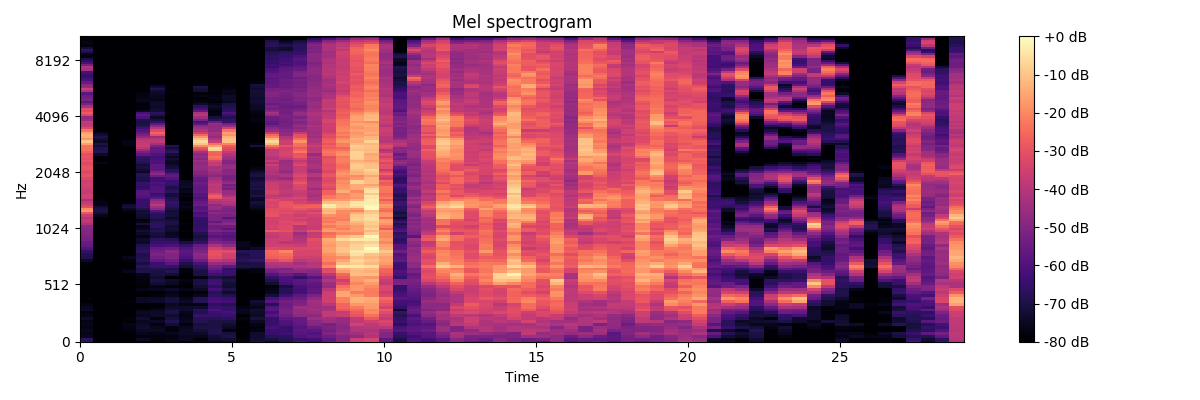 Mel spectrogram
Hz
8192
4096
2048
1024
512
0
0 5 10 15 20 25
Time
+0 dB
-10 dB
-20 dB
-30 dB
-40 dB
-50 dB
-60 dB
-70 dB
-80 dB